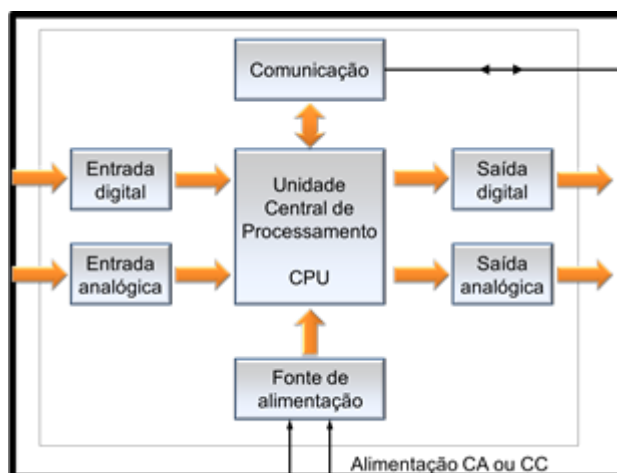 Comunicação
Entrada
digital
Unidade
Central de
Processamento
CPU
Saída
digital
Entrada
analógica
Saída
analógica
Fonte de
alimentação
Alimentação CA ou CC